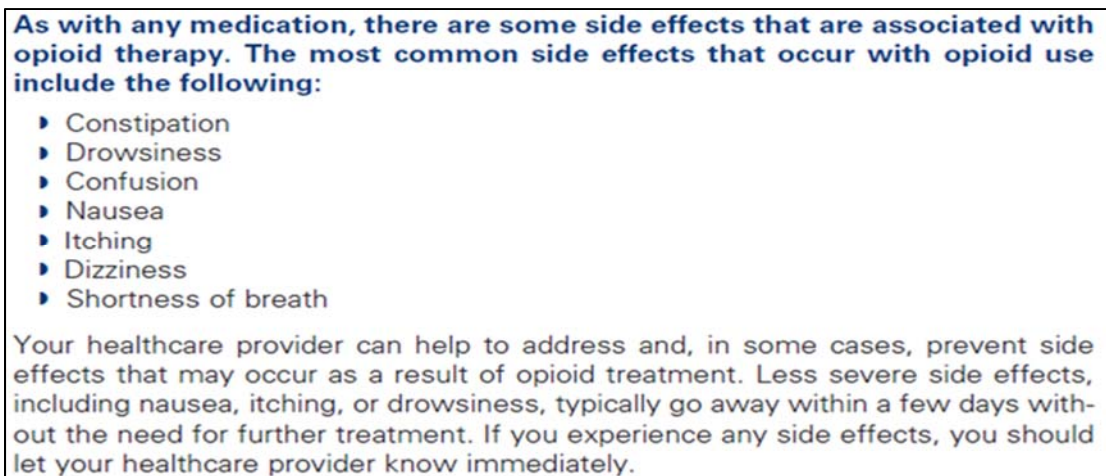 As with any medication, there are some side effects that are associated with
opioid therapy. The most common side effects that occur with opioid use
include the following:
Constipation
Drowsiness
Confusion
Nausea
Itching
Dizziness
Shortness of breath
Your healthcare provider can help to address and, in some cases, prevent side
effects that may occur as a result of opioid treatment. Less severe side effects,
including nausea, itching, or drowsiness, typically go away within a few days with-
out the need for further treatment. If you experience any side effects, you should
let your healthcare provider know immediately.